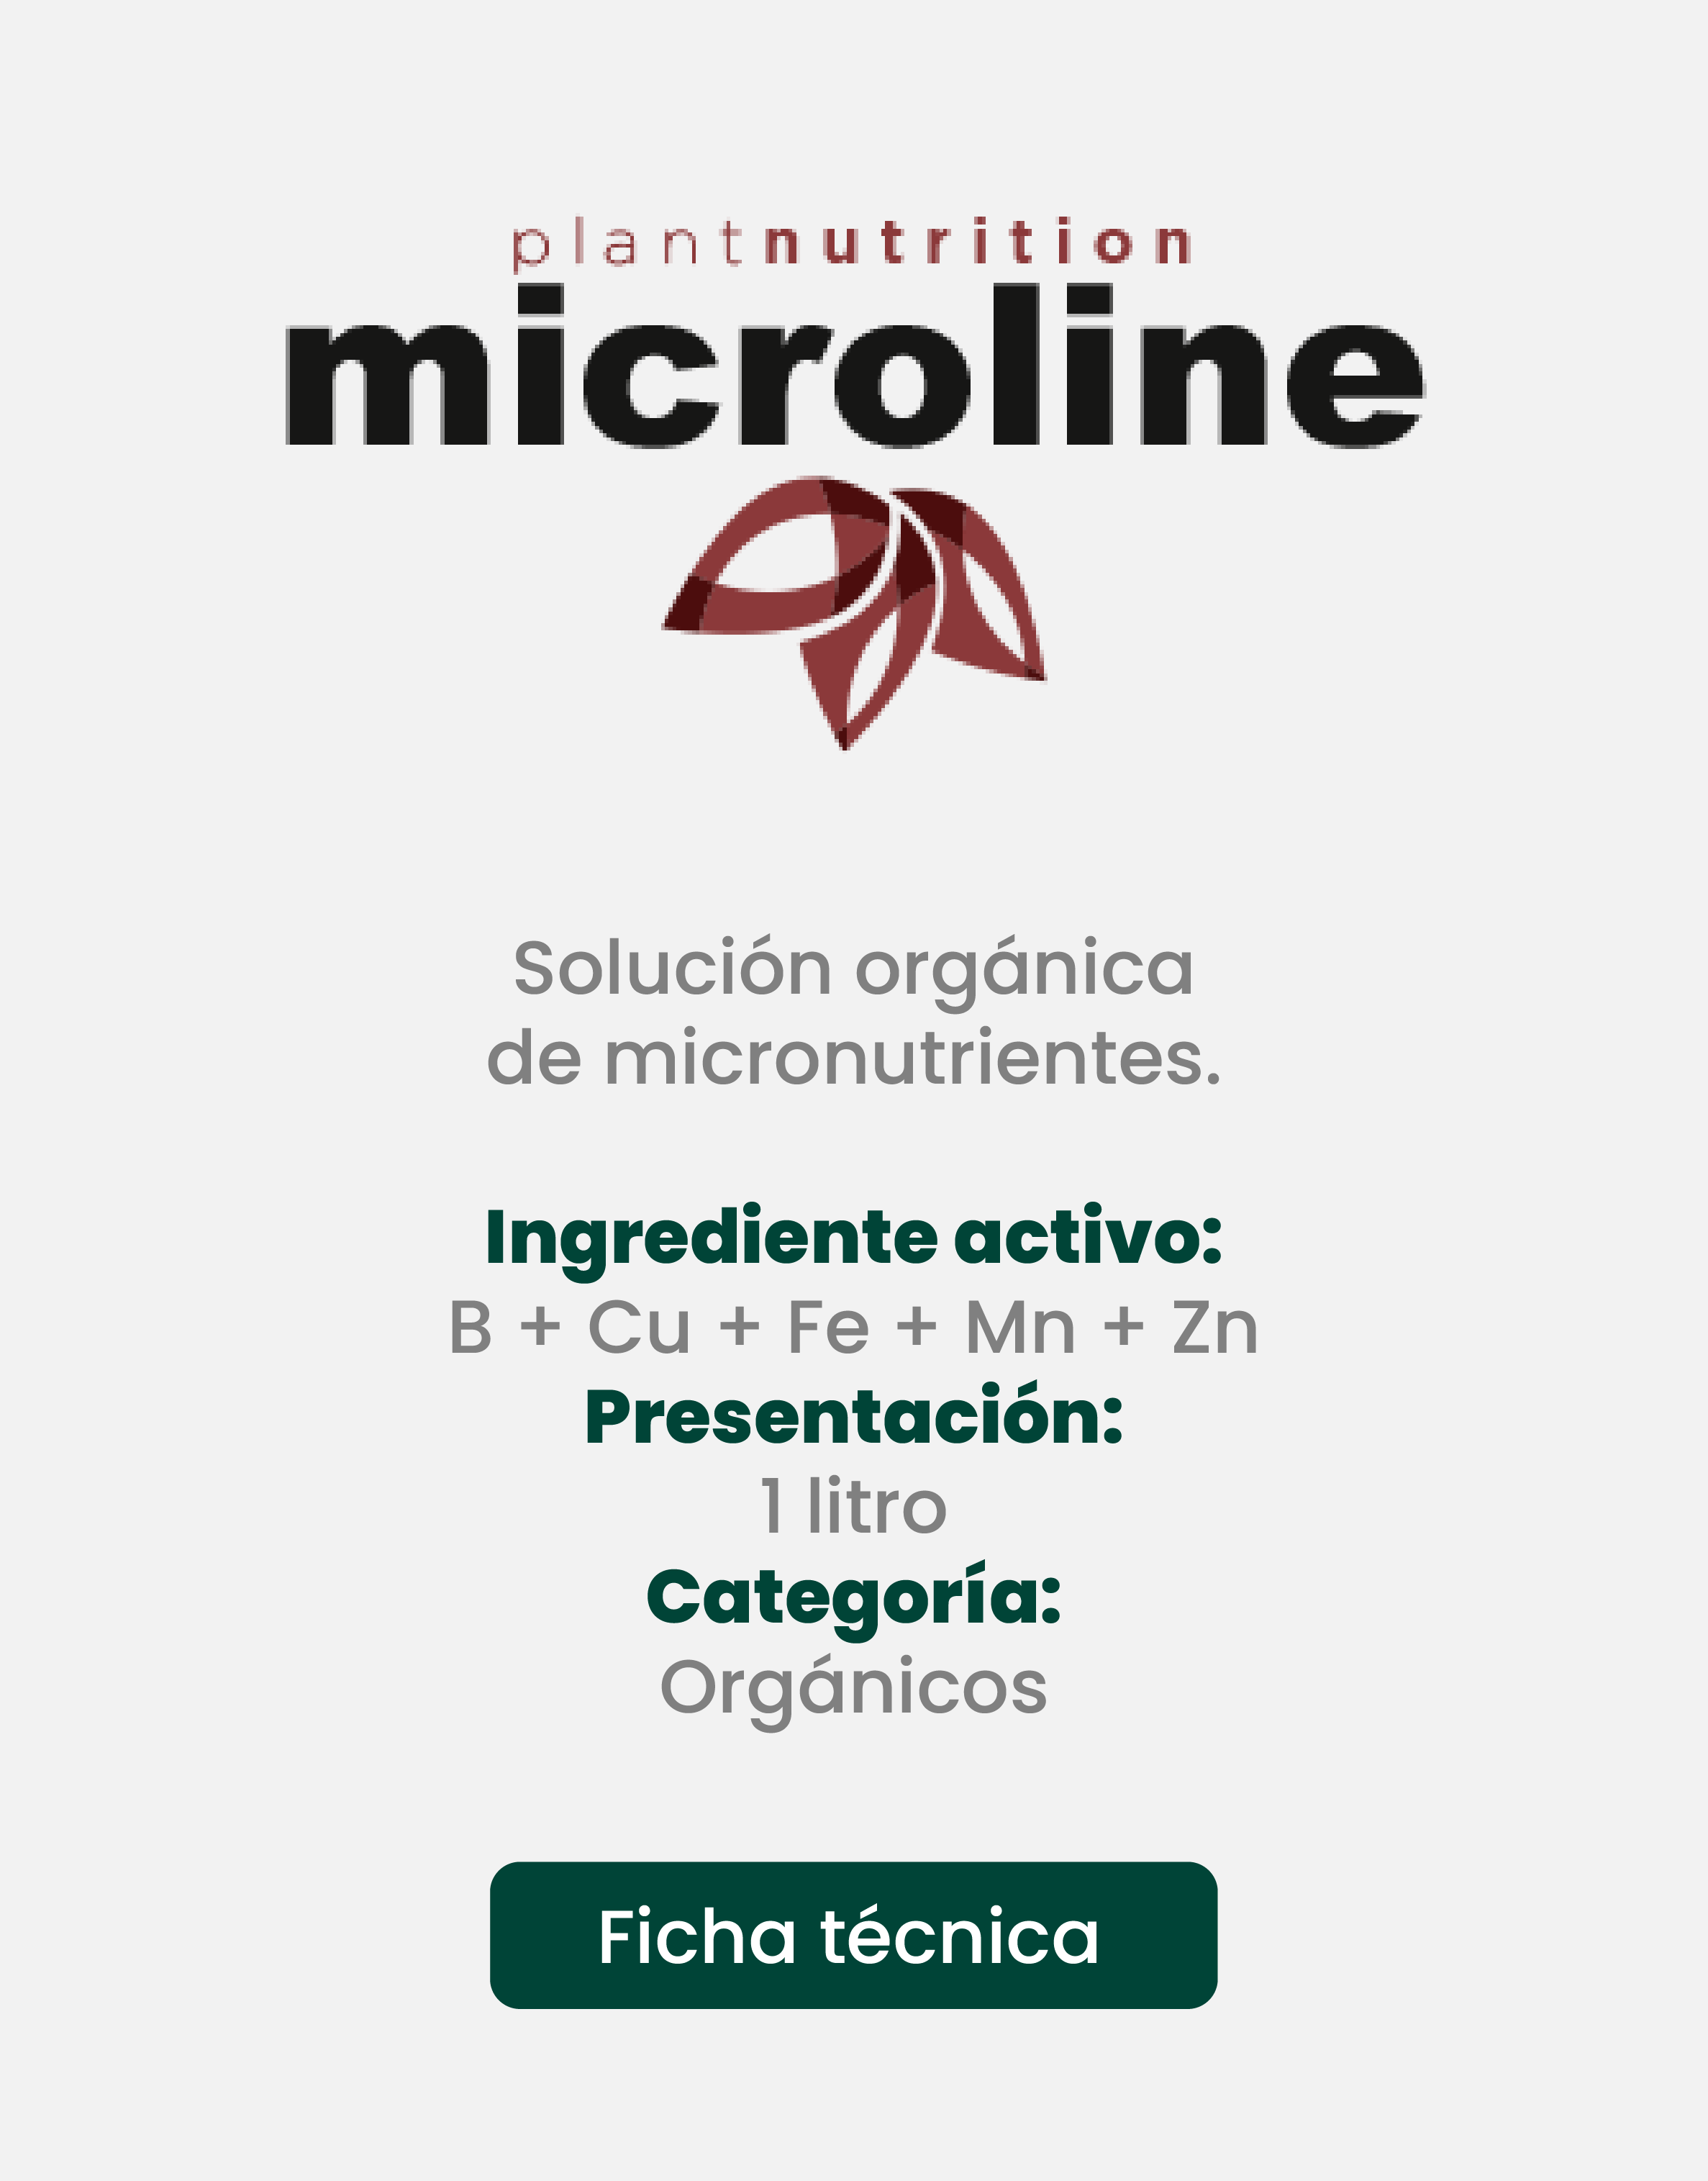 plantnutrition
microline
Solución orgánica
de micronutrientes.
Ingrediente activo:
B + Cu + Fe + Mn + Zn
Presentación:
1 litro
Categoría:
Orgánicos
Ficha técnica